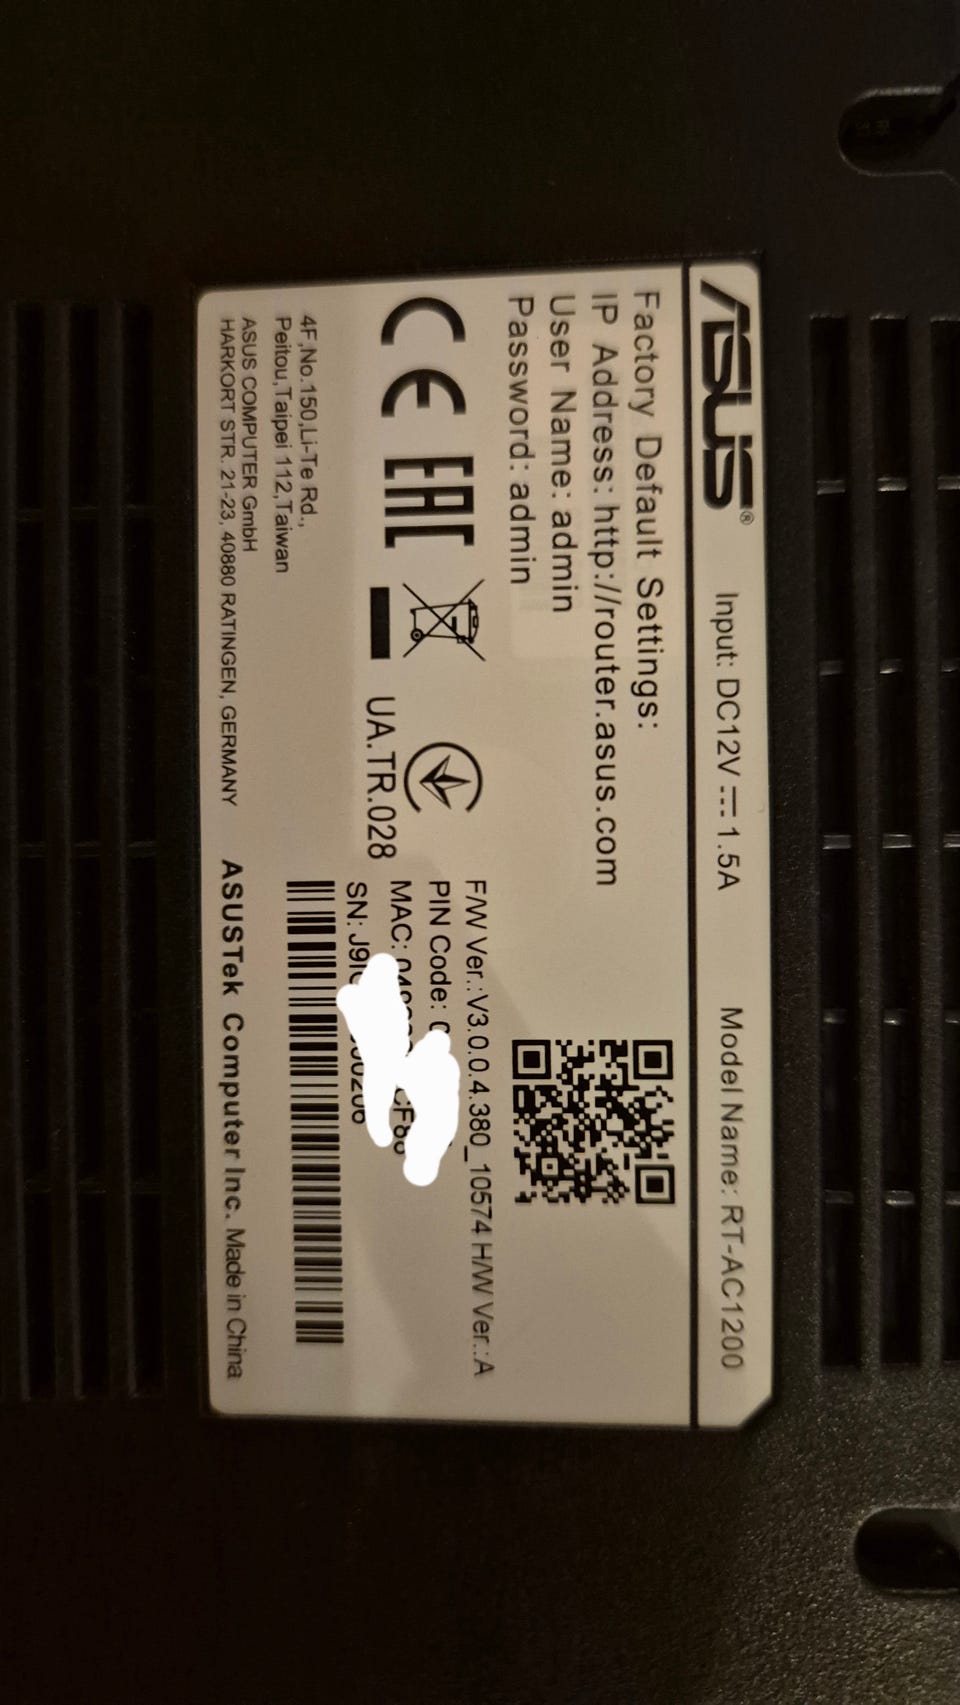 ASUS® Input: DC12V 1.5A Model Name: RT-AC1200
Factory Default Settings:
IP Address: http://router.asus.com
User Name: admin
Password: admin
CE EAC
UA.TR.028
F/W Ver.:V3.0.0.4.380_10574 H/W Ver.:A
PIN Code:
MAC:
SN:
4F,No.150,Li-Te Rd.,
Peitou,Taipei 112,Taiwan
ASUS COMPUTER GmbH
HARKORT STR. 21-23, 40880 RATINGEN, GERMANY
ASUSTek Computer Inc. Made in China